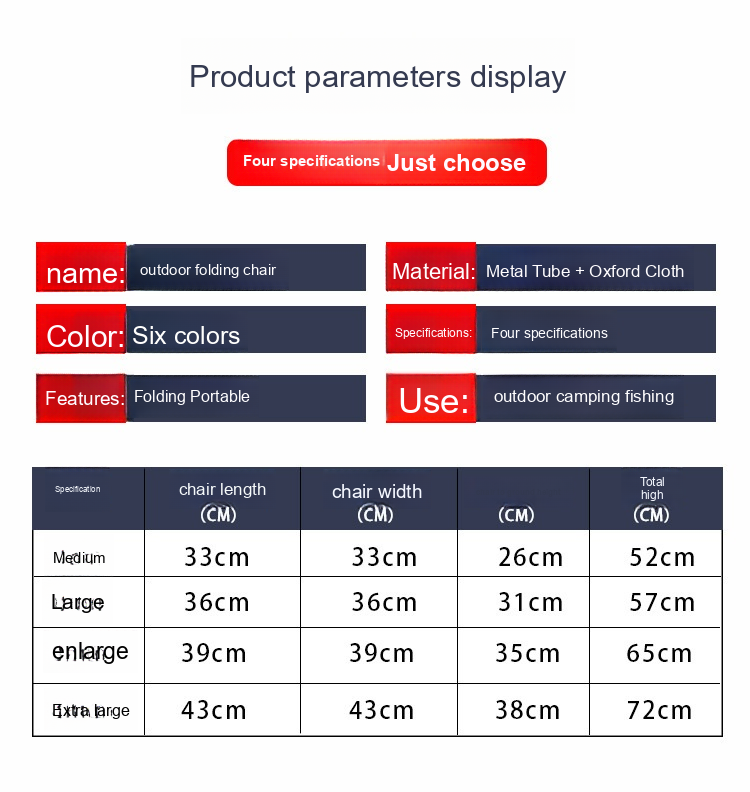 Product parameters display
Four specifications Just choose
name: outdoor folding chair
Material: Metal Tube + Oxford Cloth
Color: Six colors
Specifications: Four specifications
Features: Folding Portable
Use: outdoor camping fishing
Specification chair length (CM) chair width (CM) (CM) Total high (CM)
Medium 33cm 33cm 26cm 52cm
Large 36cm 36cm 31cm 57cm
enlarge 39cm 39cm 35cm 65cm
Extra large 43cm 43cm 38cm 72cm